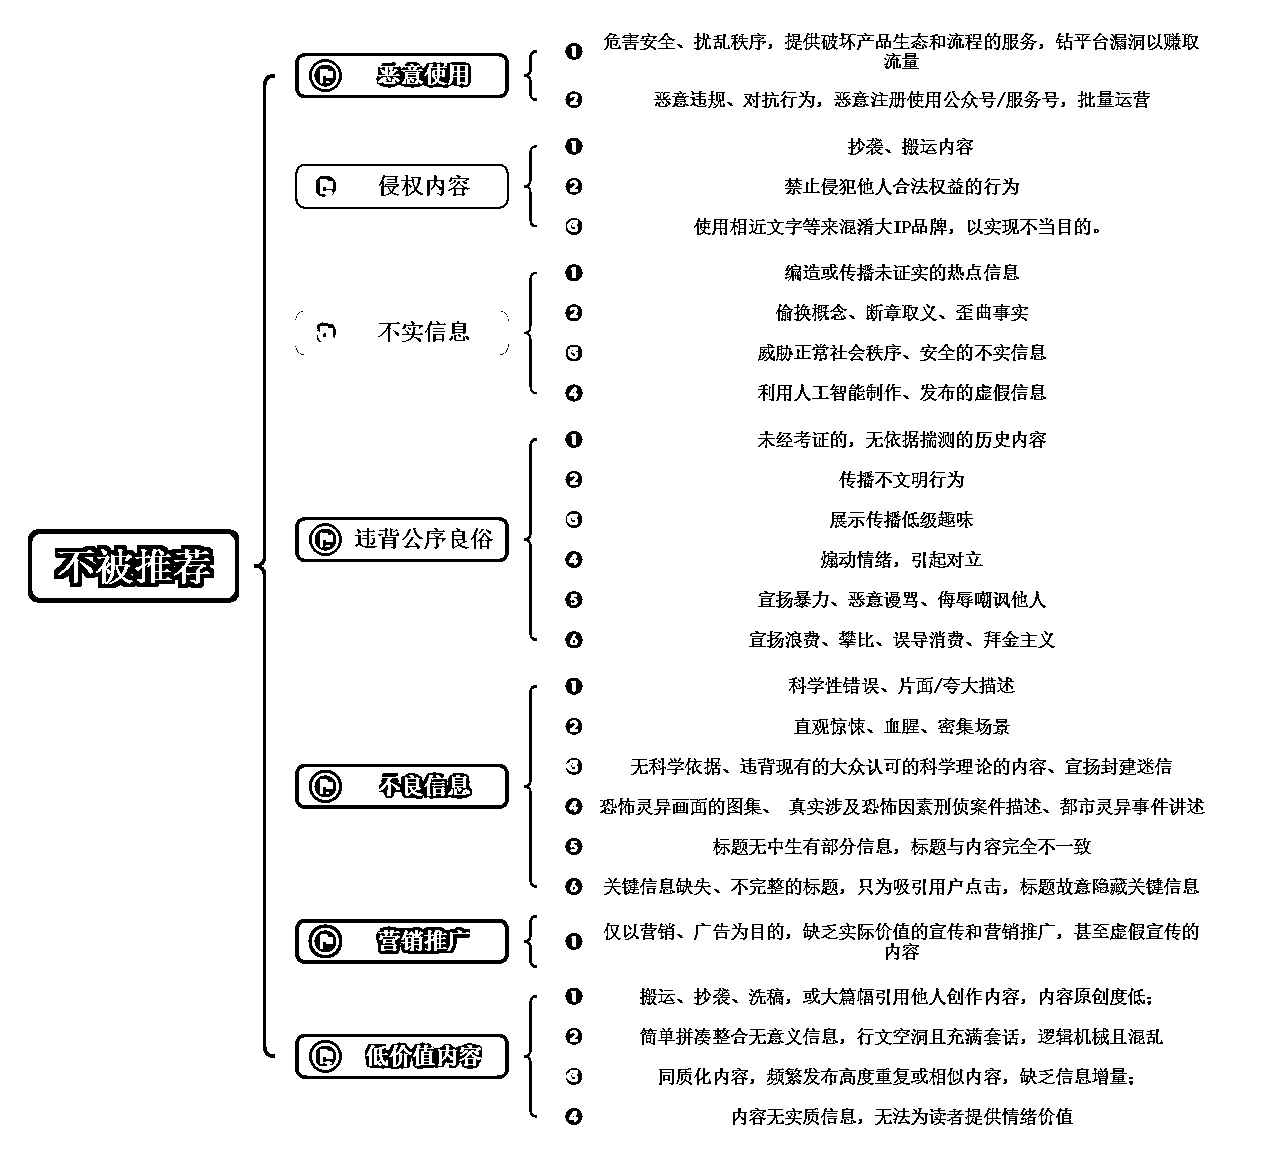 不被推荐
恶意使用
❶ 危害安全、扰乱秩序，提供破坏产品生态和流程的服务，钻平台漏洞以赚取
流量
❷ 恶意违规、对抗行为，恶意注册使用公众号/服务号，批量运营
侵权内容
❶ 抄袭、搬运内容
❷ 禁止侵犯他人合法权益的行为
❸ 使用相近文字等来混淆大IP品牌，以实现不当目的。
不实信息
❶ 编造或传播未证实的热点信息
❷ 偷换概念、断章取义、歪曲事实
❸ 威胁正常社会秩序、安全的不实信息
❹ 利用人工智能制作、发布的虚假信息
违背公序良俗
❶ 未经考证的，无依据揣测的历史内容
❷ 传播不文明行为
❸ 展示传播低级趣味
❹ 煽动情绪，引起对立
❺ 宣扬暴力、恶意谩骂、侮辱嘲讽他人
❻ 宣扬浪费、攀比、误导消费、拜金主义
不良信息
❶ 科学性错误、片面/夸大描述
❷ 直观惊悚、血腥、密集场景
❸ 无科学依据、违背现有的大众认可的科学理论的内容、宣扬封建迷信
❹ 恐怖灵异画面的图集、 真实涉及恐怖因素刑侦案件描述、都市灵异事件讲述
❺ 标题无中生有部分信息，标题与内容完全不一致
❻ 关键信息缺失、不完整的标题，只为吸引用户点击，标题故意隐藏关键信息
营销推广
❶ 仅以营销、广告为目的，缺乏实际价值的宣传和营销推广，甚至虚假宣传的
内容
低价值内容
❶ 搬运、抄袭、洗稿，或大篇幅引用他人创作内容，内容原创度低；
❷ 简单拼凑整合无意义信息，行文空洞且充满套话，逻辑机械且混乱
❸ 同质化内容，频繁发布高度重复或相似内容，缺乏信息增量；
❹ 内容无实质信息，无法为读者提供情绪价值